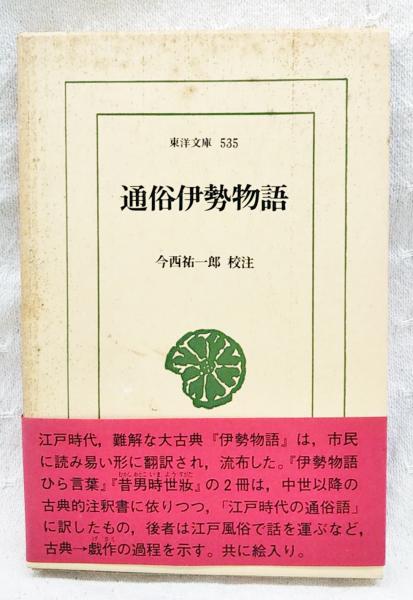 東洋文庫 535
通俗伊勢物語
今西祐一郎 校注
江戸時代，難解な大古典『伊勢物語』は，市民
に読み易い形に翻訳され，流布した。『伊勢物語
ひら言葉』『昔男時世妝』の2冊は，中世以降の
古典的注釈書に依りつつ，「江戸時代の通俗語」
に訳したもの，後者は江戸風俗で話を運ぶなど，
古典→戯作の過程を示す。共に絵入り。